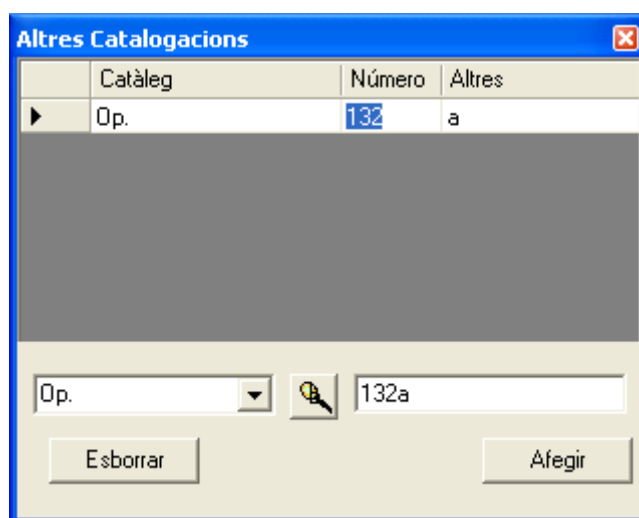 Altres Catalogacions
Catàleg Número Altres
Op. 132 a
Op. 132a
Esborrar Afegir